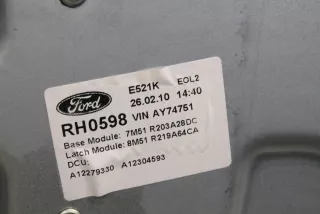 Ford
E521K EOL2
26.02.10 14:40
RH0598 VIN AY74751
Base Module: 7M51 R203A28DC
Latch Module: 8M51 R219A64CA
DCU:
A12279330 A12304593